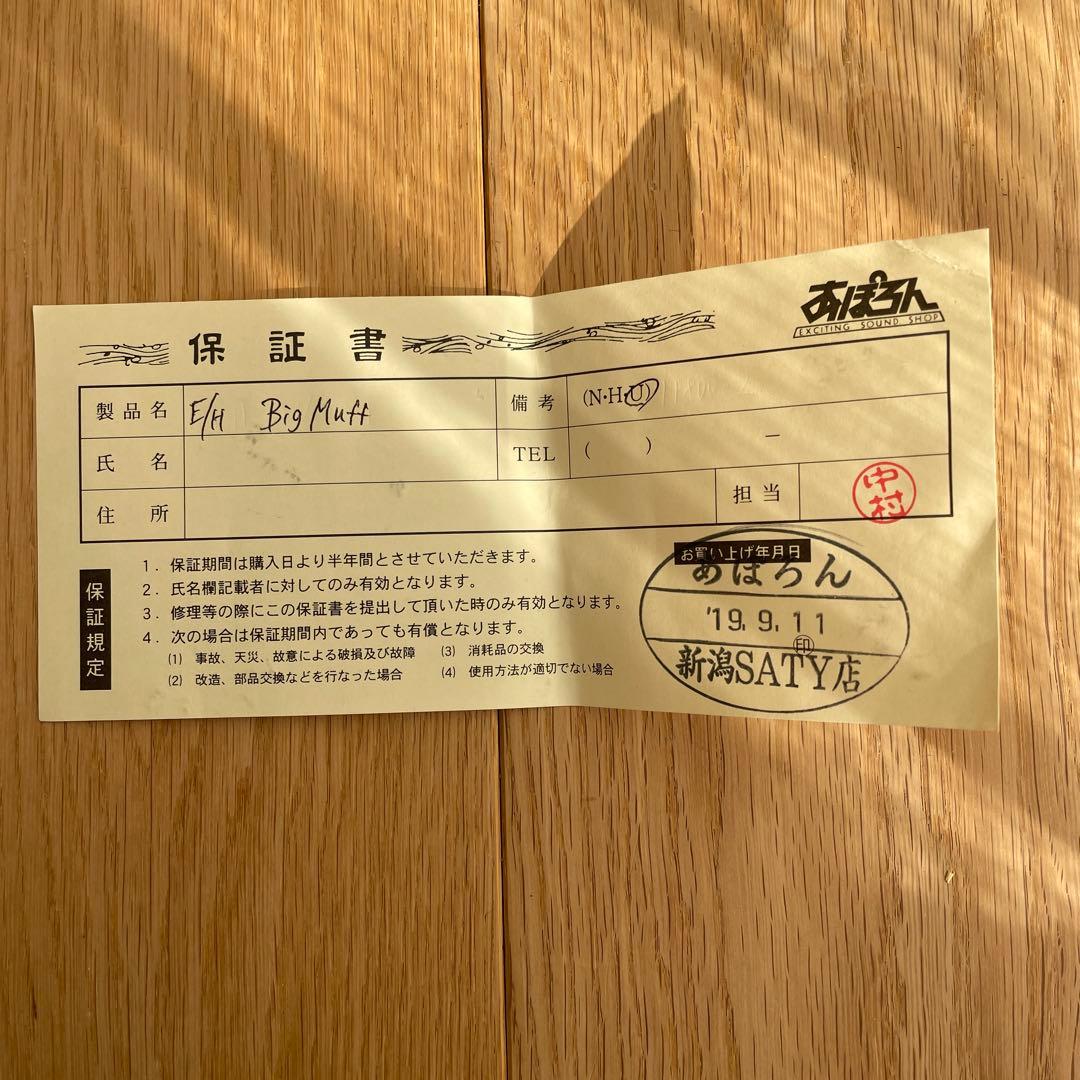 あぽろん
EXCITING SOUND SHOP
保証書
製品名 E/H Big Muff 備考 (N・H・U)
氏名 TEL ( ) －
住所 担当 中村
保証規定
1. 保証期間は購入日より半年間とさせていただきます。
2. 氏名欄記載者に対してのみ有効となります。
3. 修理等の際にこの保証書を提出して頂いた時のみ有効となります。
4. 次の場合は保証期間内であっても有償となります。
(1) 事故、天災、故意による破損及び故障 (3) 消耗品の交換
(2) 改造、部品交換などを行なった場合 (4) 使用方法が適切でない場合
お買い上げ年月日
あぽろん
'19.9.11
印
新潟SATY店